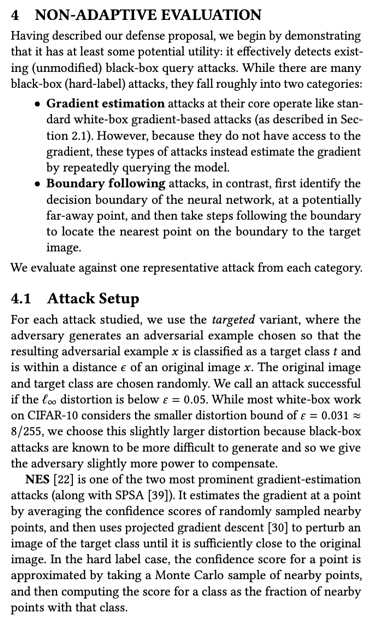 4 NON-ADAPTIVE EVALUATION
Having described our defense proposal, we begin by demonstrating
that it has at least some potential utility: it effectively detects exist-
ing (unmodified) black-box query attacks. While there are many
black-box (hard-label) attacks, they fall roughly into two categories:
• Gradient estimation attacks at their core operate like stan-
dard white-box gradient-based attacks (as described in Sec-
tion 2.1). However, because they do not have access to the
gradient, these types of attacks instead estimate the gradient
by repeatedly querying the model.
• Boundary following attacks, in contrast, first identify the
decision boundary of the neural network, at a potentially
far-away point, and then take steps following the boundary
to locate the nearest point on the boundary to the target
image.
We evaluate against one representative attack from each category.
4.1 Attack Setup
For each attack studied, we use the targeted variant, where the
adversary generates an adversarial example chosen so that the
resulting adversarial example x is classified as a target class t and
is within a distance ϵ of an original image x. The original image
and target are chosen randomly. We call an attack successful
if the ℓ∞ distortion is below ε = 0.05. While most white-box work
on CIFAR-10 considers the smaller distortion bound of ε = 0.031 ≈
8/255, we choose this slightly larger distortion because black-box
attacks are known to be more difficult to generate and so we give
the adversary slightly more power to compensate.
NES [22] is one of the two most prominent gradient-estimation
attacks (along with SPSA [39]). It estimates the gradient at a point
by averaging the confidence scores of randomly sampled nearby
points, and then uses projected gradient descent [30] to perturb an
image of the target class until it is sufficiently close to the original
image. In the hard label case, the confidence score for a point is
approximated by taking a Monte Carlo sample of nearby points,
and then computing the score for a class as the fraction of nearby
points with that class.